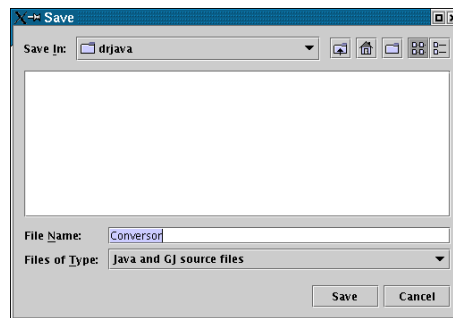 Save
Save In: drjava
File Name: Conversor
Files of Type: Java and GJ source files
Save Cancel